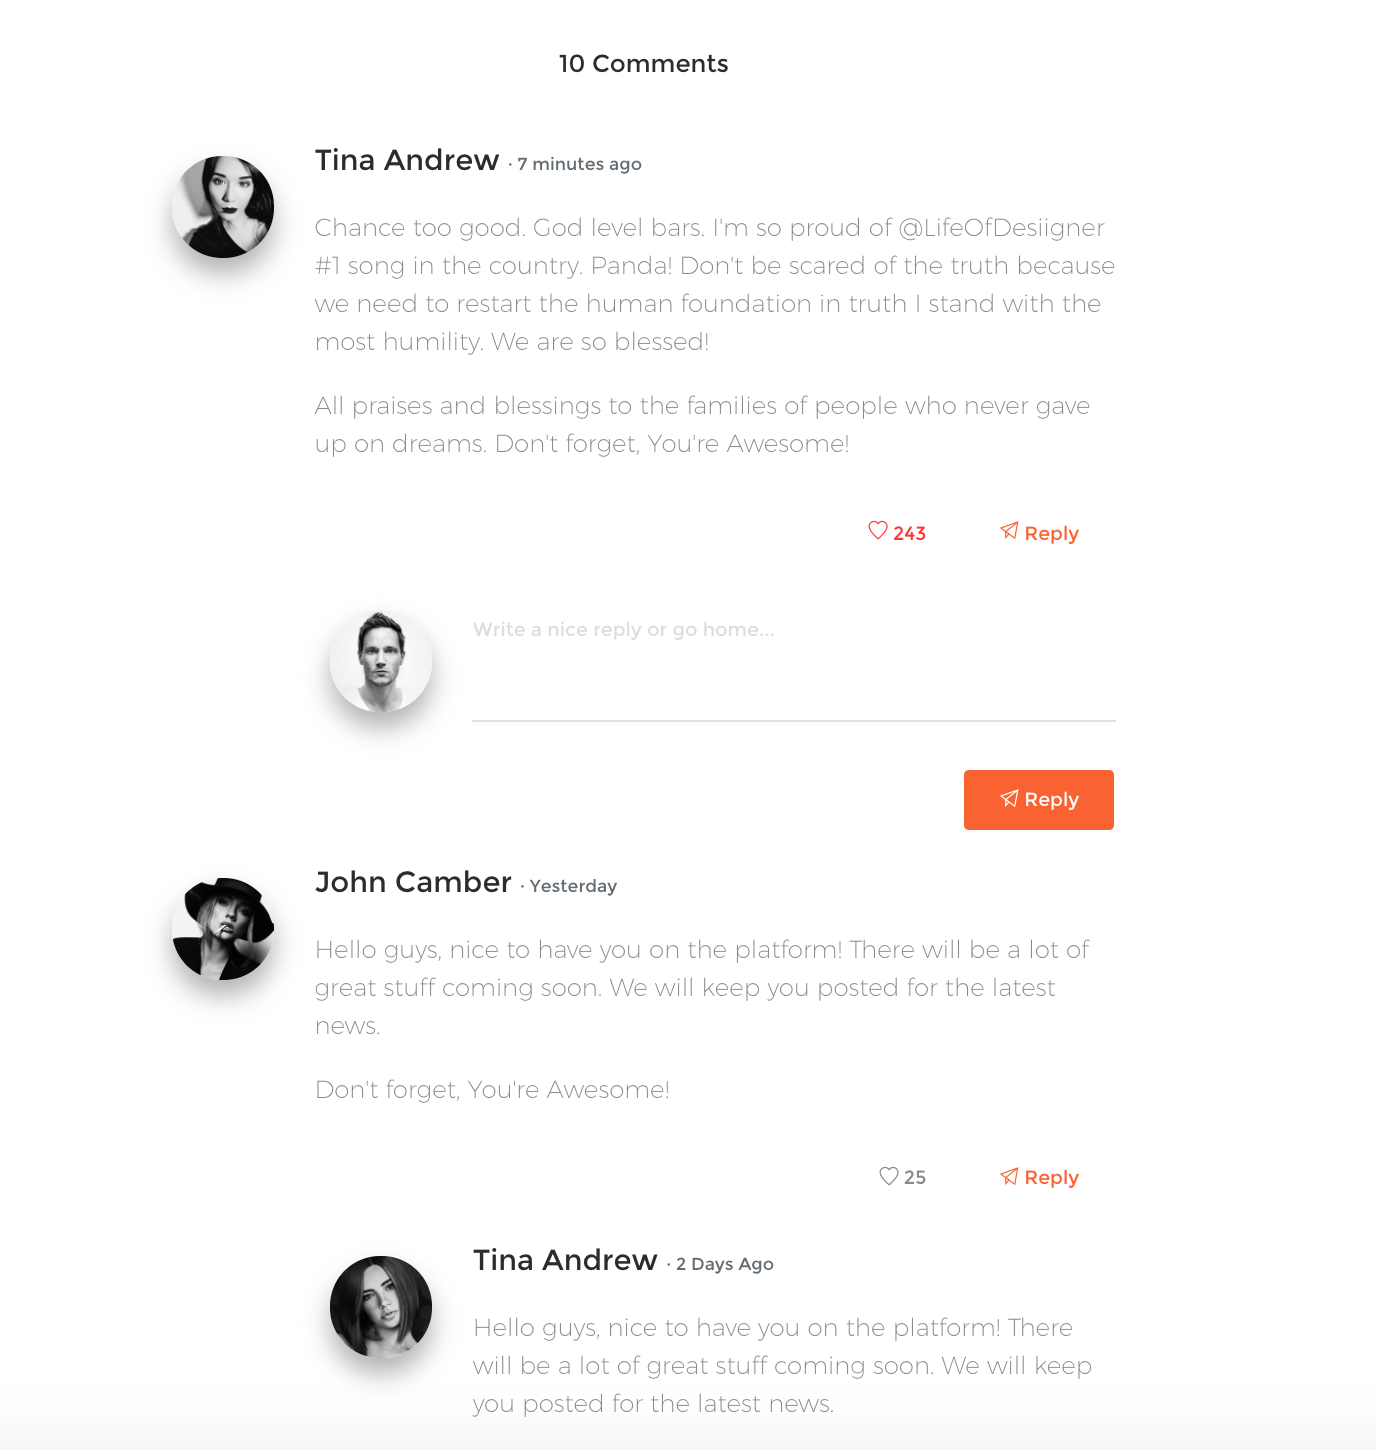 10 Comments
Tina Andrew · 7 minutes ago
Chance too good. God level bars. I'm so proud of @LifeOfDesiigner
#1 song in the country. Panda! Don't be scared of the truth because
we need to restart the human foundation in truth I stand with the
most humility. We are so blessed!
All praises and blessings to the families of people who never gave
up on dreams. Don't forget, You're Awesome!
243 Reply
Write a nice reply or go home...
Reply
John Camber · Yesterday
Hello guys, nice to have you on the platform! There will be a lot of
great stuff coming soon. We will keep you posted for the latest
news.
Don't forget, You're Awesome!
25 Reply
Tina Andrew · 2 Days Ago
Hello guys, nice to have you on the platform! There
will be a lot of great stuff coming soon. We will keep
you posted for the latest news.